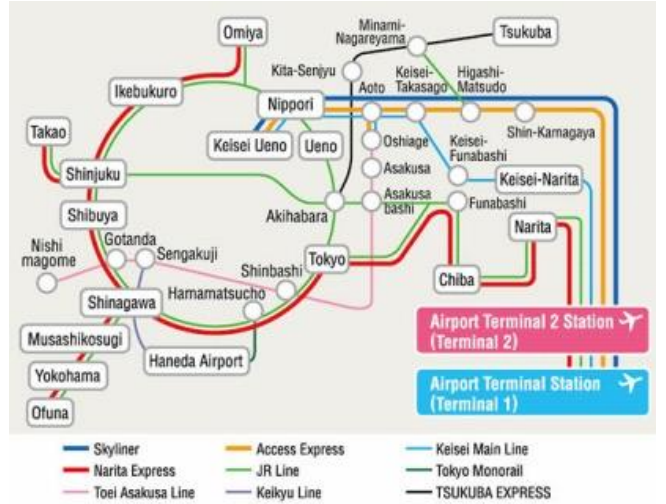 Omiya
Minami-
Nagareyama
Tsukuba
Kita-Senjyu
Ikebukuro
Nippori
Aoto
Keisei-
Takasago
Higashi-
Matsudo
Takao
Keisei Ueno
Ueno
Oshiage
Shin-Kamagaya
Shinjuku
Asakusa
Keisei-
Funabashi
Keisei-Narita
Shibuya
Akihabara
Asakusa
bashi
Funabashi
Narita
Nishi
magome
Gotanda
Sengakuji
Tokyo
Shinbashi
Chiba
Shinagawa
Hamamatsucho
Musashikosugi
Haneda Airport
Airport Terminal 2 Station
(Terminal 2)
Yokohama
Airport Terminal Station
(Terminal 1)
Ofuna
Skyliner
Access Express
Keisei Main Line
Narita Express
JR Line
Tokyo Monorail
Toei Asakusa Line
Keikyu Line
TSUKUBA EXPRESS